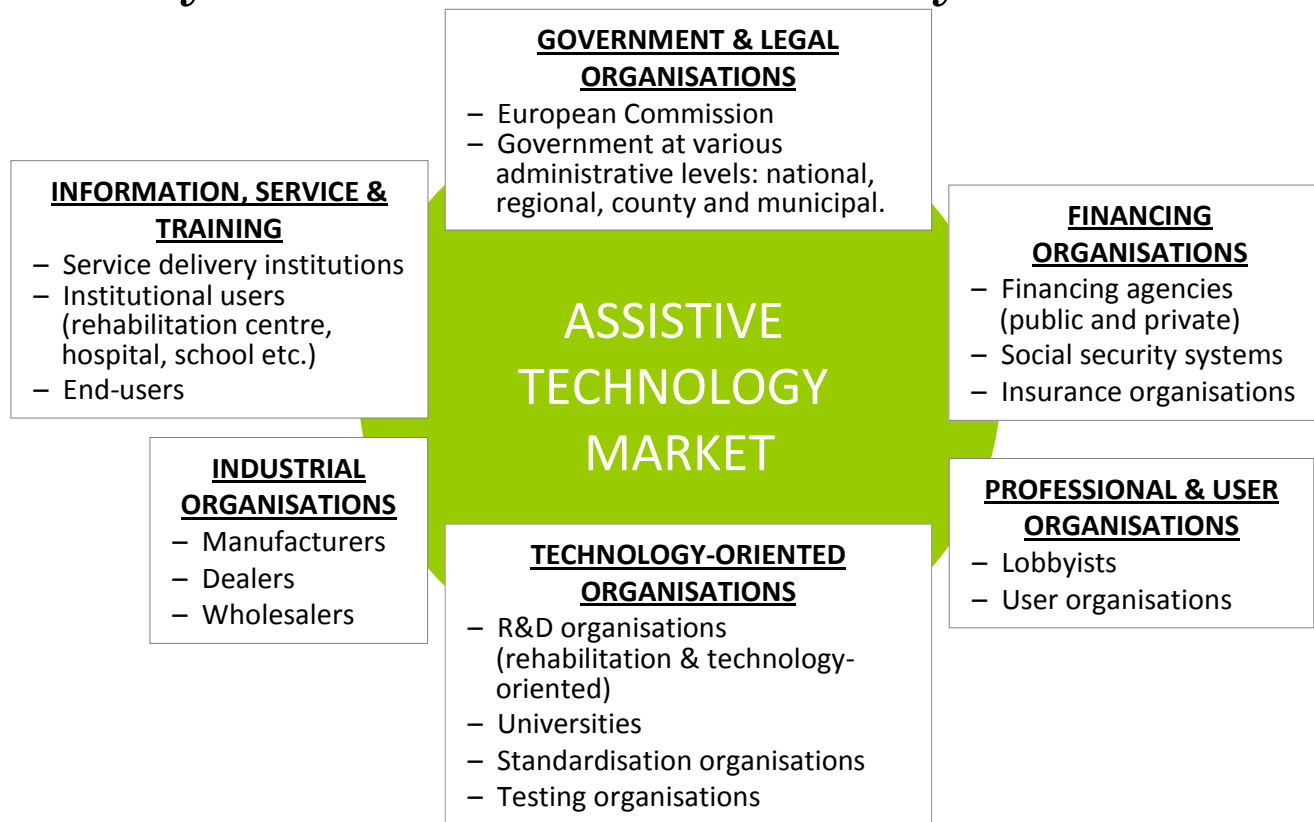 GOVERNMENT & LEGAL
ORGANISATIONS
– European Commission
– Government at various
administrative levels: national,
regional, county and municipal.
INFORMATION, SERVICE &
TRAINING
– Service delivery institutions
– Institutional users
(rehabilitation centre,
hospital, school etc.)
– End-users
FINANCING
ORGANISATIONS
– Financing agencies
(public and private)
– Social security systems
– Insurance organisations
ASSISTIVE
TECHNOLOGY
MARKET
INDUSTRIAL
ORGANISATIONS
– Manufacturers
– Dealers
– Wholesalers
TECHNOLOGY-ORIENTED
ORGANISATIONS
– R&D organisations
(rehabilitation & technology-
oriented)
– Universities
– Standardisation organisations
– Testing organisations
PROFESSIONAL & USER
ORGANISATIONS
– Lobbyists
– User organisations